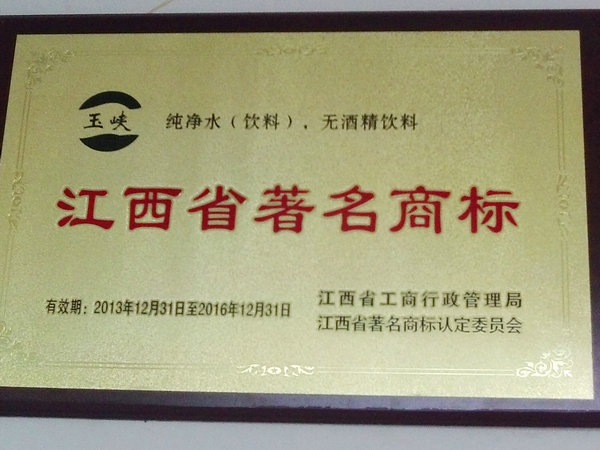 玉峡
纯净水（饮料）, 无酒精饮料
江西省著名商标
有效期: 2013年12月31日至2016年12月31日
江西省工商行政管理局
江西省著名商标认定委员会